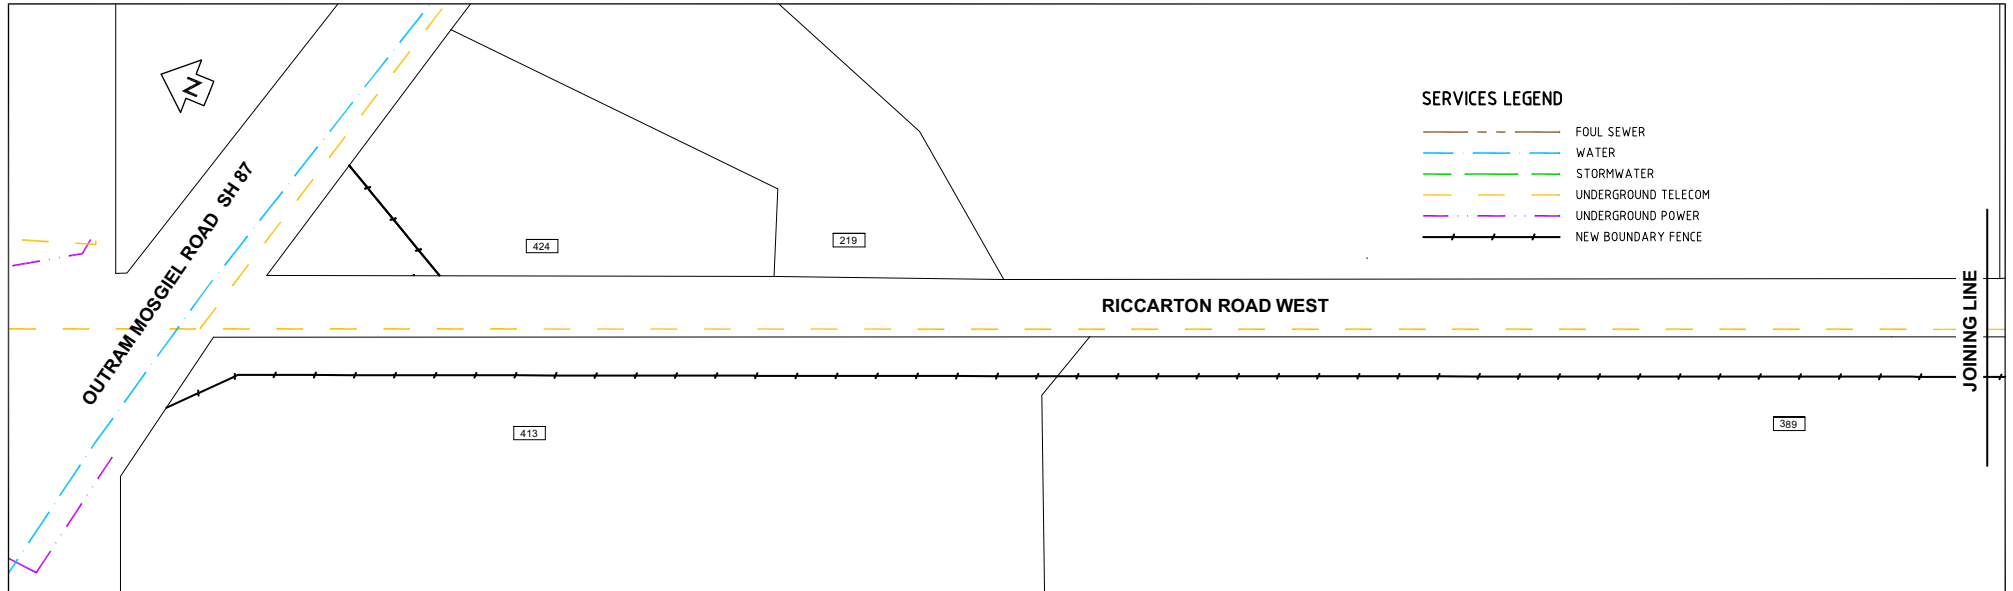 N
OUTRAM MOSGIEL ROAD SH 87
SERVICES LEGEND
FOUL SEWER
WATER
STORMWATER
UNDERGROUND TELECOM
UNDERGROUND POWER
NEW BOUNDARY FENCE
424
219
RICCARTON ROAD WEST
JOINING LINE
413
389